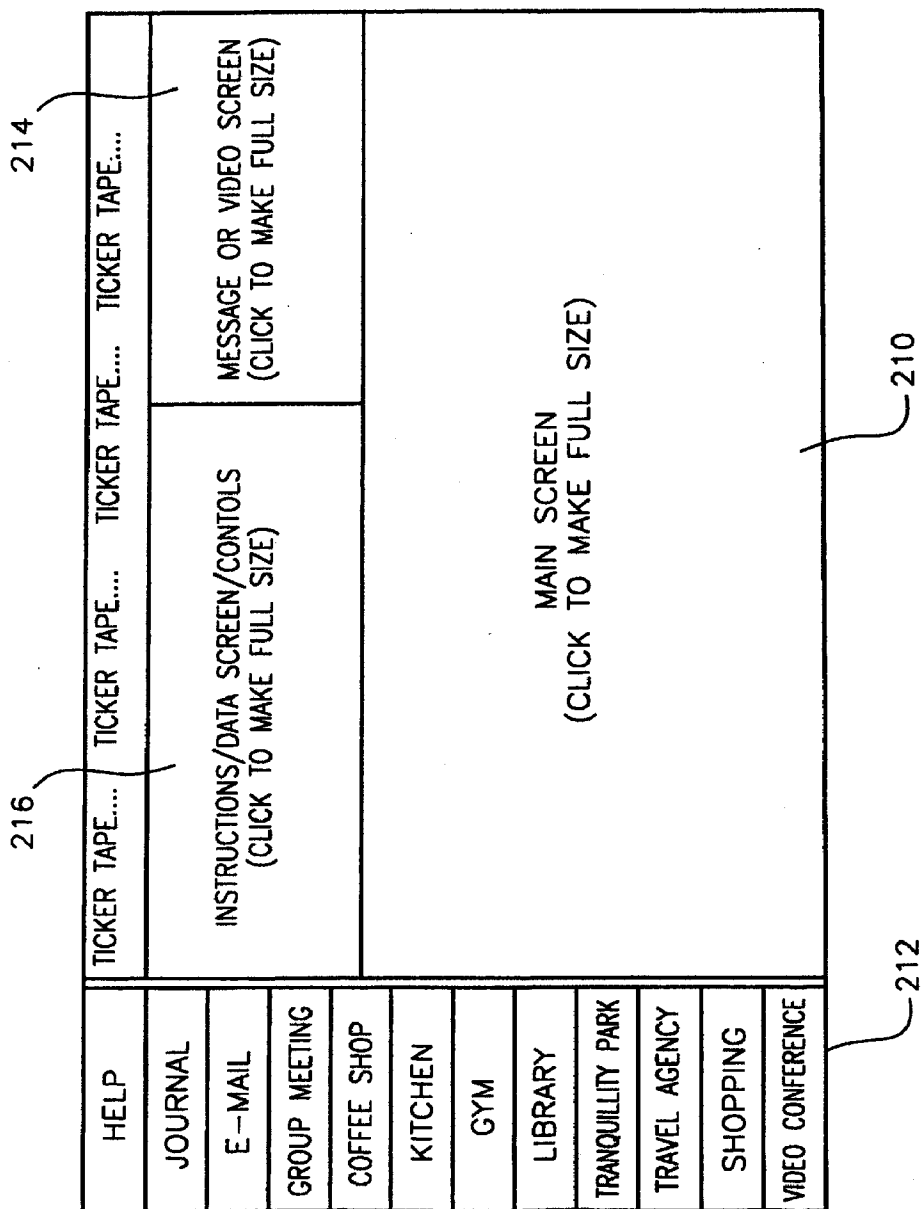 HELP
JOURNAL
E-MAIL
GROUP MEETING
COFFEE SHOP
KITCHEN
GYM
LIBRARY
TRANQUILLITY PARK
TRAVEL AGENCY
SHOPPING
VIDEO CONFERENCE
212
TICKER TAPE.... TICKER TAPE.... TICKER TAPE.... TICKER TAPE....
216
INSTRUCTIONS/DATA SCREEN/CONTOLS
(CLICK TO MAKE FULL SIZE)
214
MESSAGE OR VIDEO SCREEN
(CLICK TO MAKE FULL SIZE)
MAIN SCREEN
(CLICK TO MAKE FULL SIZE)
210